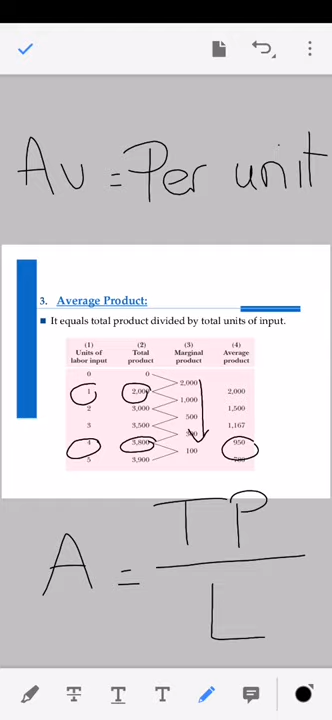 Av = Per unit
3. Average Product:
It equals total product divided by total units of input.
(1) (2) (3) (4)
Units of Total Marginal Average
labor input product product product
0 0
2,000
1 2,000 2,000
1,000
2 3,000 1,500
500
3 3,500 1,167
300
4 3,800 950
100
5 3,900 780
A = TP
L
T